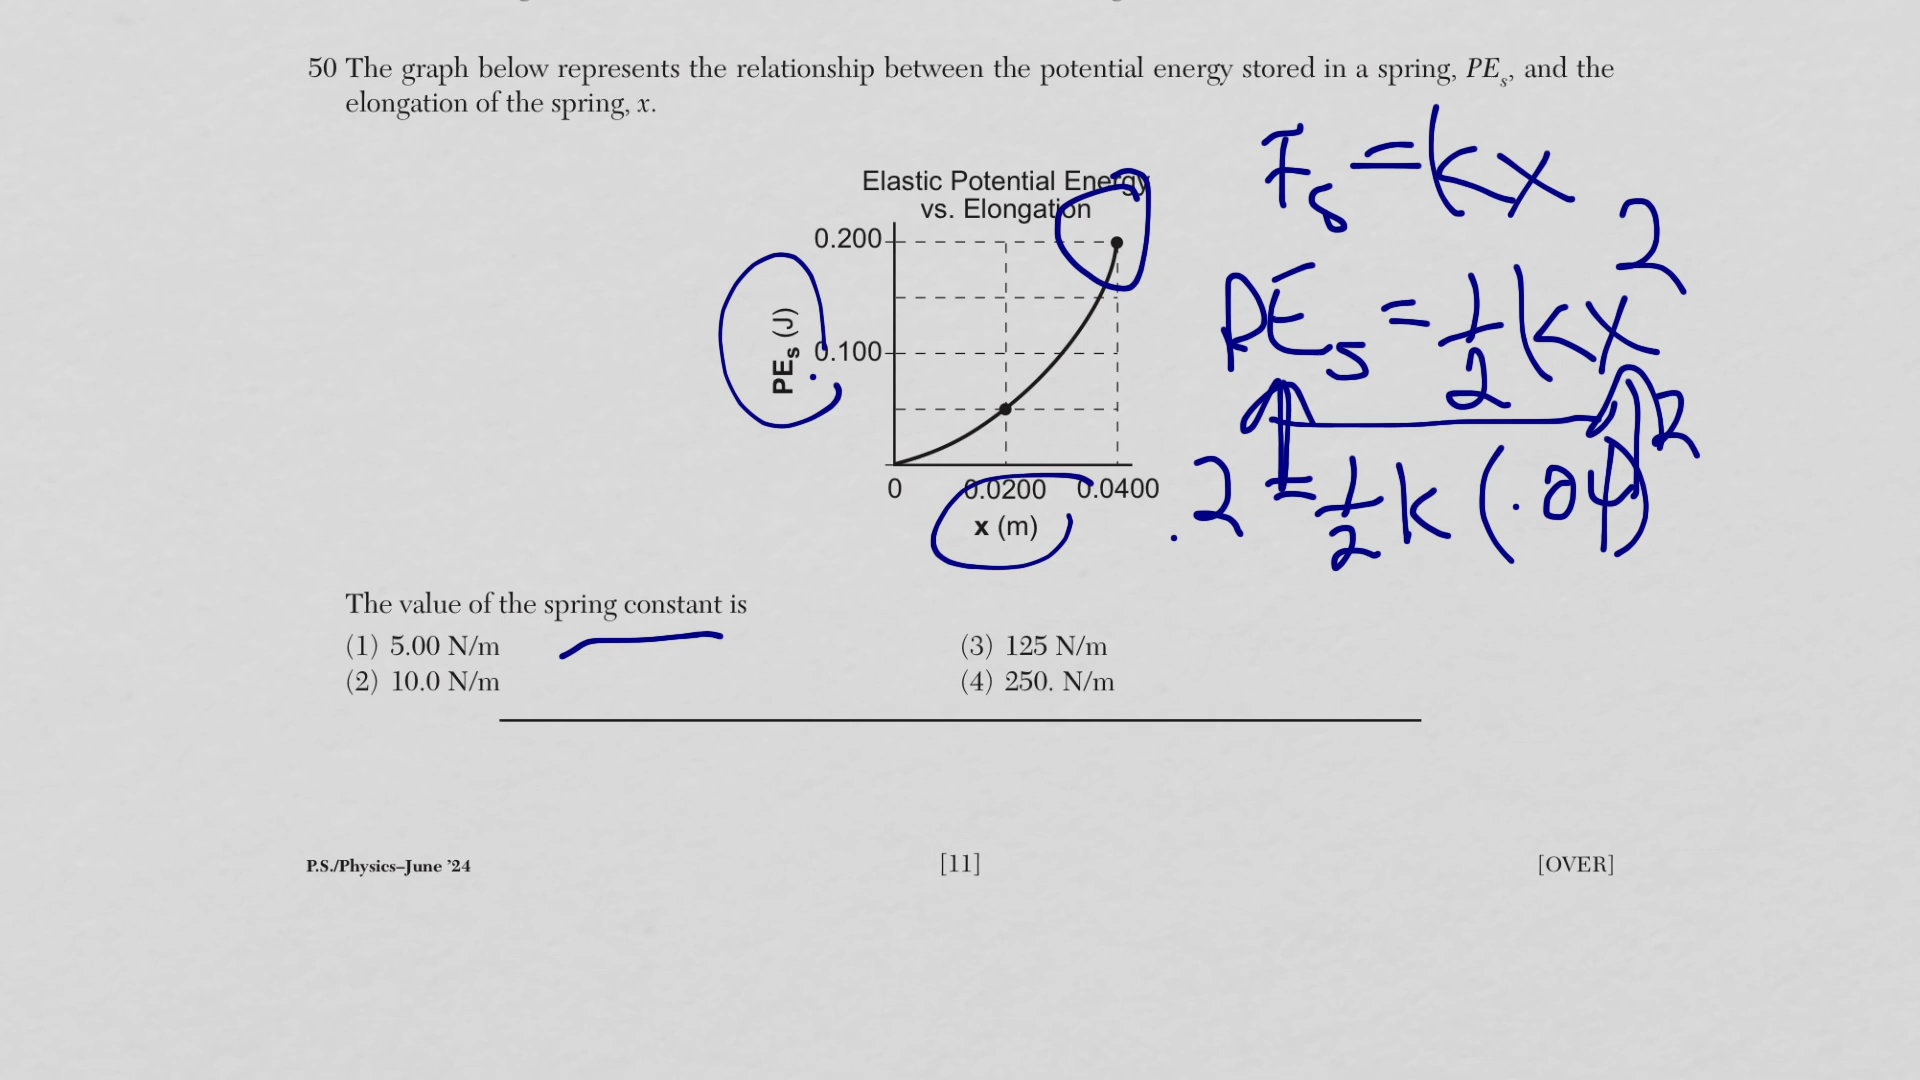 50 The graph below represents the relationship between the potential energy stored in a spring, PEs, and the
elongation of the spring, x.
Fs = kx
Elastic Potential Energy
vs. Elongation
PEs = 1/2 kx²
0.200
0.100
PEs (J)
0 0.0200 0.0400
x (m)
.2 = 1/2 k (.04)²
The value of the spring constant is
(1) 5.00 N/m
(2) 10.0 N/m
(3) 125 N/m
(4) 250. N/m
P.S./Physics–June ’24 [11] [OVER]